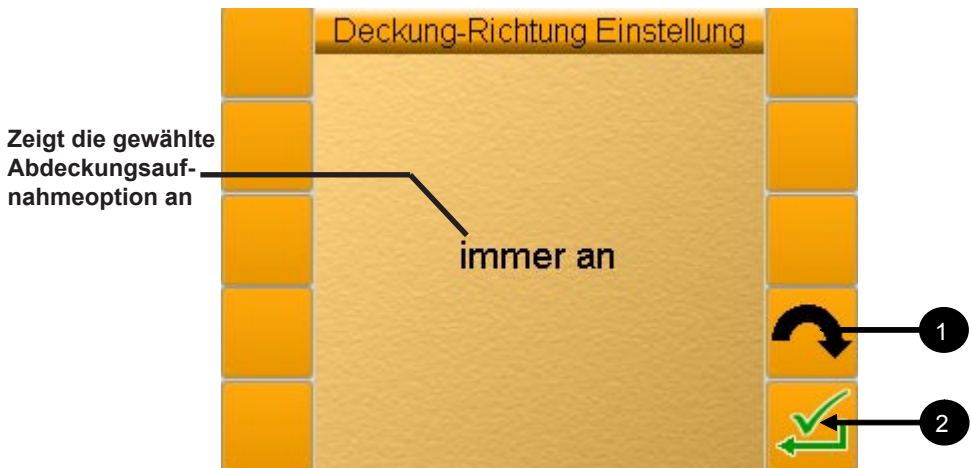 Deckung-Richtung Einstellung
Zeigt die gewählte
Abdeckungsauf-
nahmeoption an
immer an
1
2